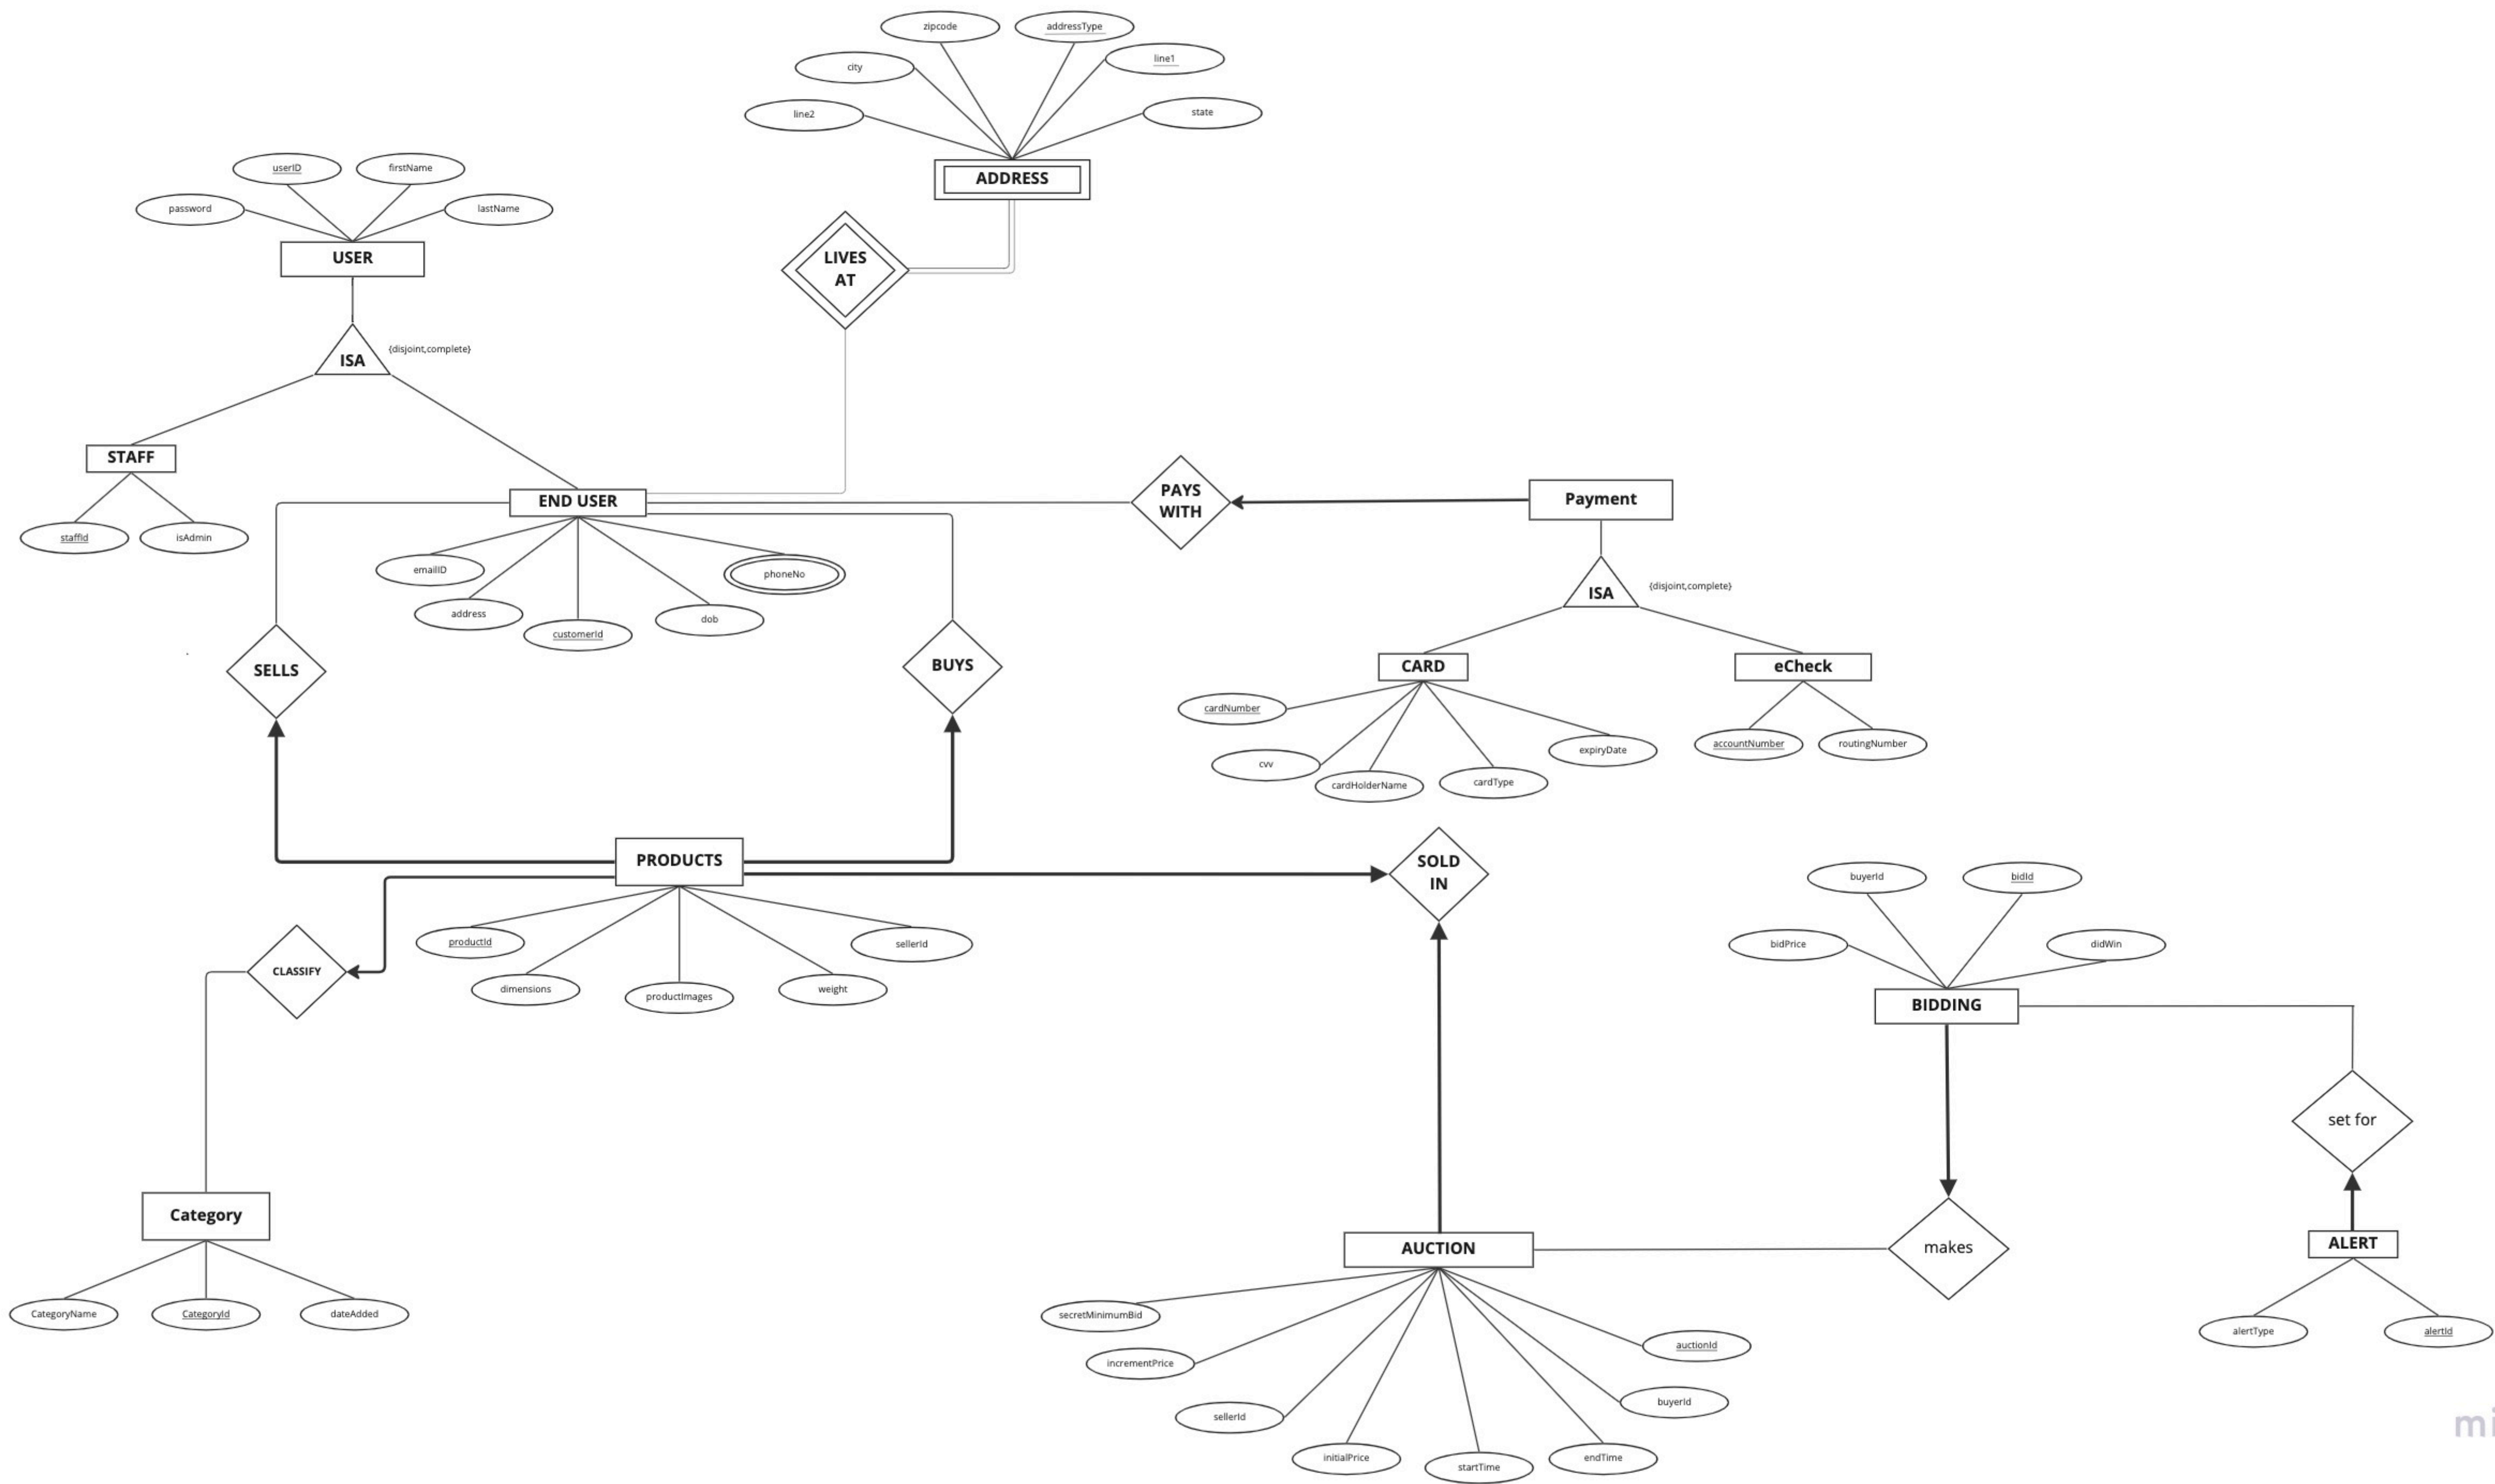 zipcode
addressType
city
line1
line2
state
ADDRESS
userID
firstName
password
lastName
USER
LIVES
AT
ISA
{disjoint,complete}
STAFF
staffId
isAdmin
END USER
emailID
address
customerId
dob
phoneNo
PAYS
WITH
Payment
ISA
{disjoint,complete}
CARD
eCheck
cardNumber
cvv
cardHolderName
cardType
expiryDate
accountNumber
routingNumber
SELLS
BUYS
PRODUCTS
productId
dimensions
productImages
weight
sellerId
SOLD
IN
buyerId
bidId
bidPrice
didWin
BIDDING
CLASSIFY
set for
Category
CategoryName
CategoryId
dateAdded
AUCTION
makes
ALERT
alertType
alertId
secretMinimumBid
incrementPrice
sellerId
initialPrice
startTime
endTime
buyerId
auctionId